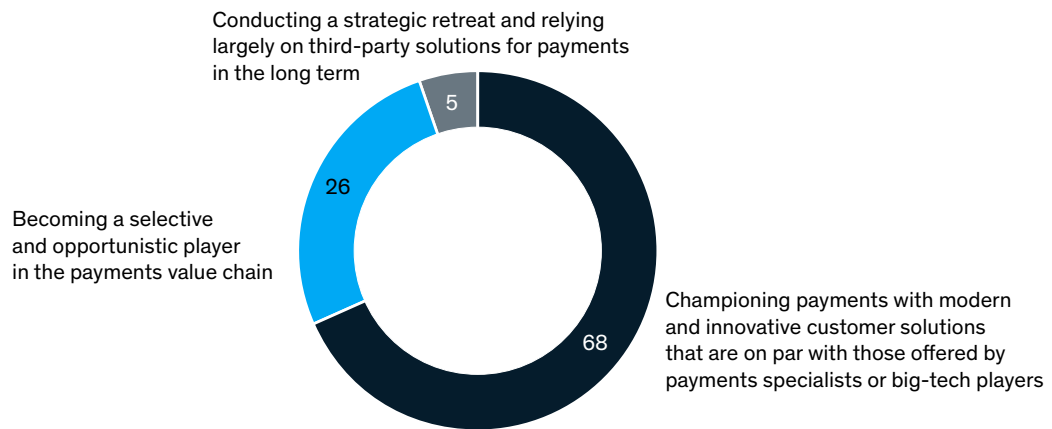 Conducting a strategic retreat and relying
largely on third-party solutions for payments
in the long term
5
26
Becoming a selective
and opportunistic player
in the payments value chain
Championing payments with modern
and innovative customer solutions
that are on par with those offered by
payments specialists or big-tech players
68